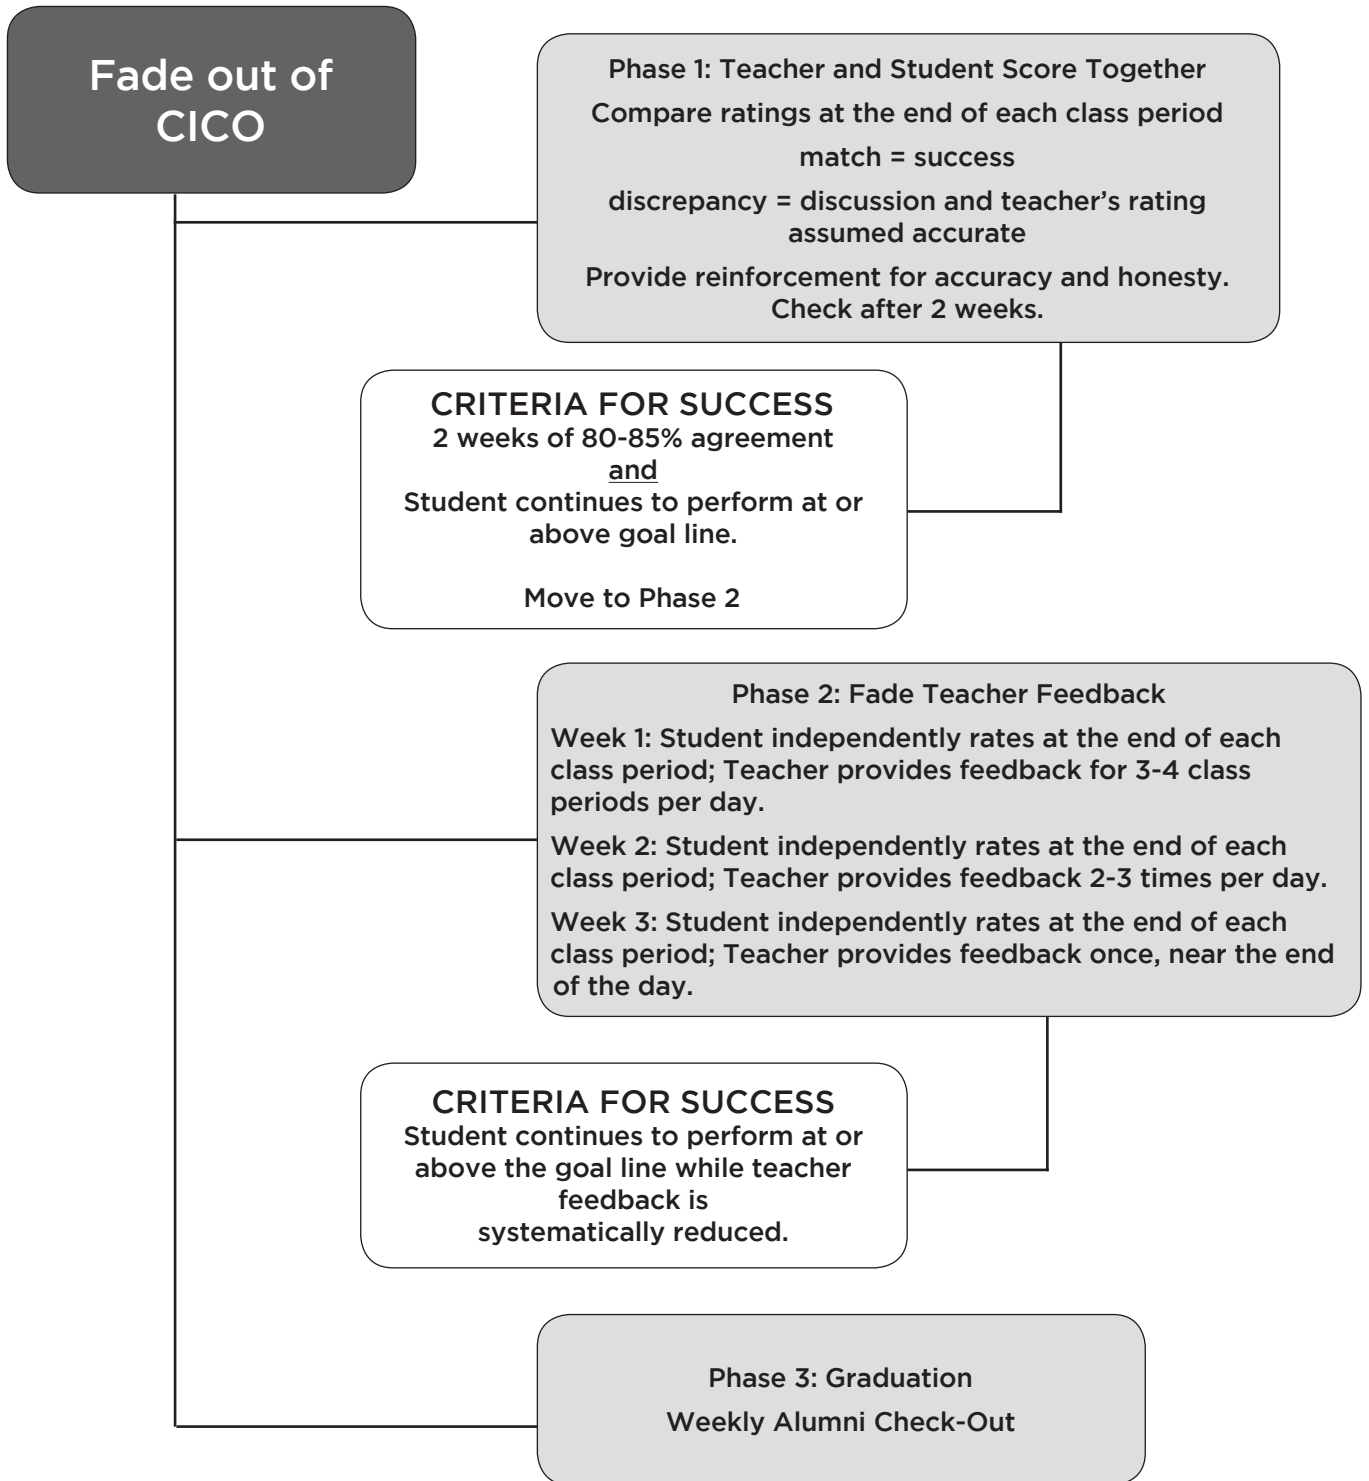 Fade out of
CICO
Phase 1: Teacher and Student Score Together
Compare ratings at the end of each class period
match = success
discrepancy = discussion and teacher’s rating
assumed accurate
Provide reinforcement for accuracy and honesty.
Check after 2 weeks.
CRITERIA FOR SUCCESS
2 weeks of 80-85% agreement
and
Student continues to perform at or
above goal line.
Move to Phase 2
Phase 2: Fade Teacher Feedback
Week 1: Student independently rates at the end of each
class period; Teacher provides feedback for 3-4 class
periods per day.
Week 2: Student independently rates at the end of each
class period; Teacher provides feedback 2-3 times per day.
Week 3: Student independently rates at the end of each
class period; Teacher provides feedback once, near the end
of the day.
CRITERIA FOR SUCCESS
Student continues to perform at or
above the goal line while teacher
feedback is
systematically reduced.
Phase 3: Graduation
Weekly Alumni Check-Out